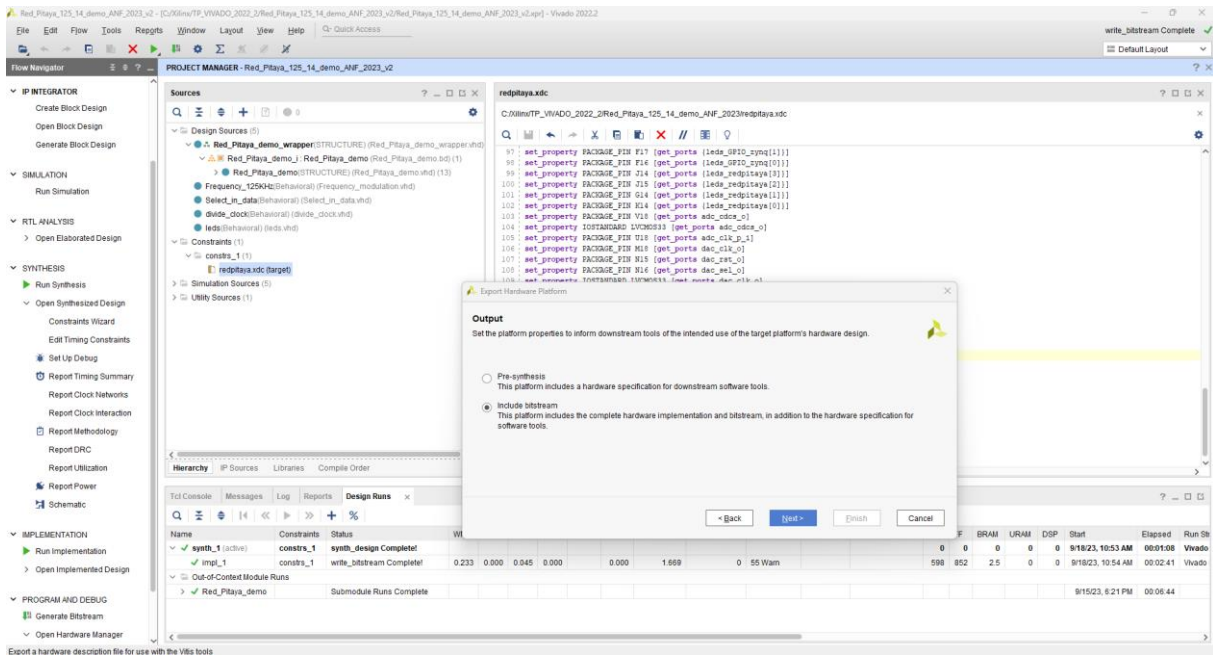 Red_Pitaya_125_14_demo_ANF_2023_v2 - [C:/Xilinx/TP_VIVADO_2022_2/Red_Pitaya_125_14_demo_ANF_2023_v2/Red_Pitaya_125_14_demo_ANF_2023_v2.xpr] - Vivado 2022.2
File Edit Flow Tools Reports Window Layout View Help Q- Quick Access
write_bitstream Complete
Default Layout
Flow Navigator
PROJECT MANAGER - Red_Pitaya_125_14_demo_ANF_2023_v2
IP INTEGRATOR
Create Block Design
Open Block Design
Generate Block Design
SIMULATION
Run Simulation
RTL ANALYSIS
Open Elaborated Design
SYNTHESIS
Run Synthesis
Open Synthesized Design
Constraints Wizard
Edit Timing Constraints
Set Up Debug
Report Timing Summary
Report Clock Networks
Report Clock Interaction
Report Methodology
Report DRC
Report Utilization
Report Power
Schematic
IMPLEMENTATION
Run Implementation
Open Implemented Design
PROGRAM AND DEBUG
Generate Bitstream
Open Hardware Manager
Sources
Design Sources (5)
Red_Pitaya_demo_wrapper(STRUCTURE) (Red_Pitaya_demo_wrapper.vhd)
Red_Pitaya_demo_i : Red_Pitaya_demo (Red_Pitaya_demo.bd) (1)
Red_Pitaya_demo(STRUCTURE) (Red_Pitaya_demo.vhd) (13)
Frequency_125KHz(Behavioral) (Frequency_modulation.vhd)
Select_in_data(Behavioral) (Select_in_data.vhd)
divide_clock(Behavioral) (divide_clock.vhd)
leds(Behavioral) (leds.vhd)
Constraints (1)
constrs_1 (1)
redpitaya.xdc (target)
Simulation Sources (5)
Utility Sources (1)
Hierarchy IP Sources Libraries Compile Order
redpitaya.xdc
C:/Xilinx/TP_VIVADO_2022_2/Red_Pitaya_125_14_demo_ANF_2023/redpitaya.xdc
97 set_property PACKAGE_PIN F17 [get_ports {leds_GPIO_zynq[1]}]
98 set_property PACKAGE_PIN F16 [get_ports {leds_GPIO_zynq[0]}]
99 set_property PACKAGE_PIN J14 [get_ports {leds_redpitaya[3]}]
100 set_property PACKAGE_PIN J15 [get_ports {leds_redpitaya[2]}]
101 set_property PACKAGE_PIN G14 [get_ports {leds_redpitaya[1]}]
102 set_property PACKAGE_PIN K14 [get_ports {leds_redpitaya[0]}]
103 set_property PACKAGE_PIN V18 [get_ports adc_cdcs_o]
104 set_property IOSTANDARD LVCMOS33 [get_ports adc_cdcs_o]
105 set_property PACKAGE_PIN U18 [get_ports adc_clk_p_i]
106 set_property PACKAGE_PIN M18 [get_ports dac_clk_o]
107 set_property PACKAGE_PIN N15 [get_ports dac_rst_o]
108 set_property PACKAGE_PIN N16 [get_ports dac_sel_o]
109 set_property IOSTANDARD LVCMOS33 [get_ports dac_clk_o]
Export Hardware Platform
Output
Set the platform properties to inform downstream tools of the intended use of the target platform's hardware design.
Pre-synthesis
This platform includes a hardware specification for downstream software tools.
Include bitstream
This platform includes the complete hardware implementation and bitstream, in addition to the hardware specification for
software tools.
< Back Next > Finish Cancel
Tcl Console Messages Log Reports Design Runs
Name Constraints Status BRAM URAM DSP Start Elapsed
synth_1 (active) constrs_1 synth_design Complete! 0 0 0 0 0 9/18/23, 10:53 AM 00:01:08 Vivado
impl_1 constrs_1 write_bitstream Complete! 0.233 0.000 0.045 0.000 0.000 1.669 0 55 Warn 598 852 2.5 0 0 9/18/23, 10:54 AM 00:02:41 Vivado
Out-of-Context Module Runs
Red_Pitaya_demo Submodule Runs Complete 9/15/23, 6:21 PM 00:06:44
Export a hardware description file for use with the Vitis tools